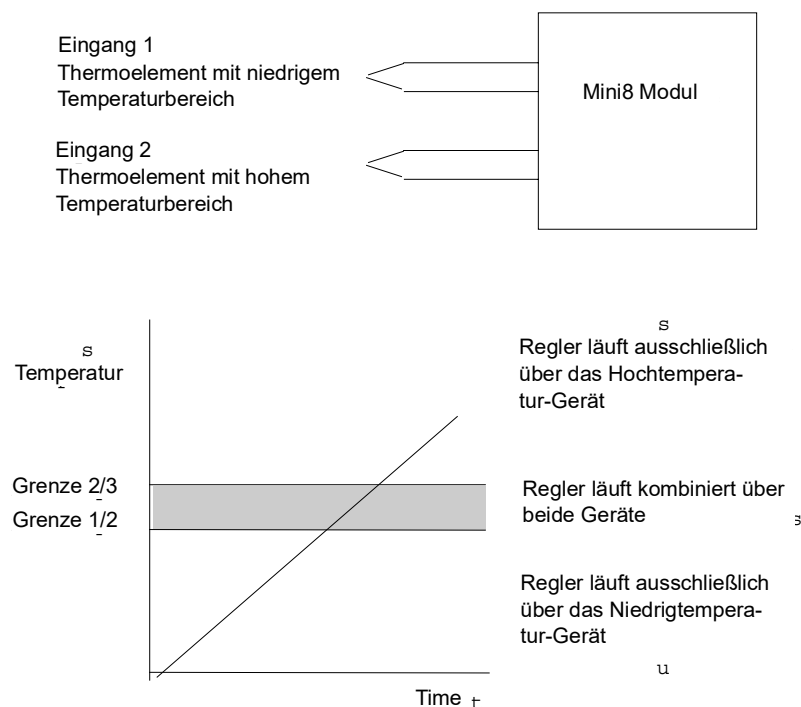 Eingang 1
Thermoelement mit niedrigem
Temperaturbereich
Mini8 Modul
Eingang 2
Thermoelement mit hohem
Temperaturbereich
s
Temperatur
s
Regler läuft ausschließlich
über das Hochtempera-
tur-Gerät
Grenze 2/3
Grenze 1/2
Regler läuft kombiniert über
beide Geräte
s
Regler läuft ausschließlich
über das Niedrigtempera-
tur-Gerät
u
Time